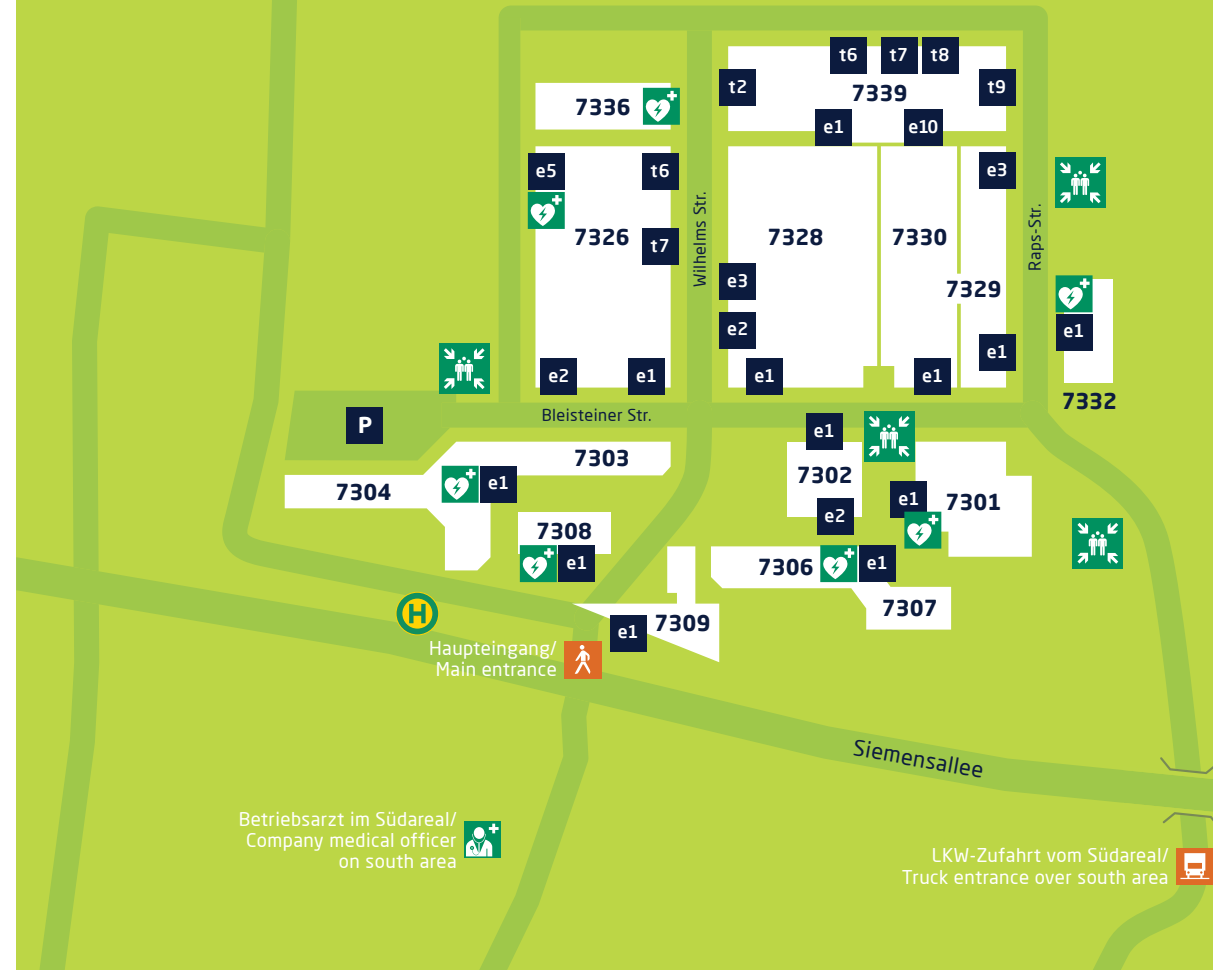 t6
t7
t8
t2
7339
t9
7336
e1
e10
e5
t6
e3
7326
t7
Wilhelms Str.
7328
7330
Raps-Str.
e3
7329
e2
e1
e1
e2
e1
e1
e1
7332
Bleisteiner Str.
P
e1
7303
7302
7304
e1
e1
7301
e2
7308
e1
7306
e1
7307
H
e1
7309
Haupteingang/
Main entrance
Siemensallee
Betriebsarzt im Südareal/
Company medical officer
on south area
LKW-Zufahrt vom Südareal/
Truck entrance over south area